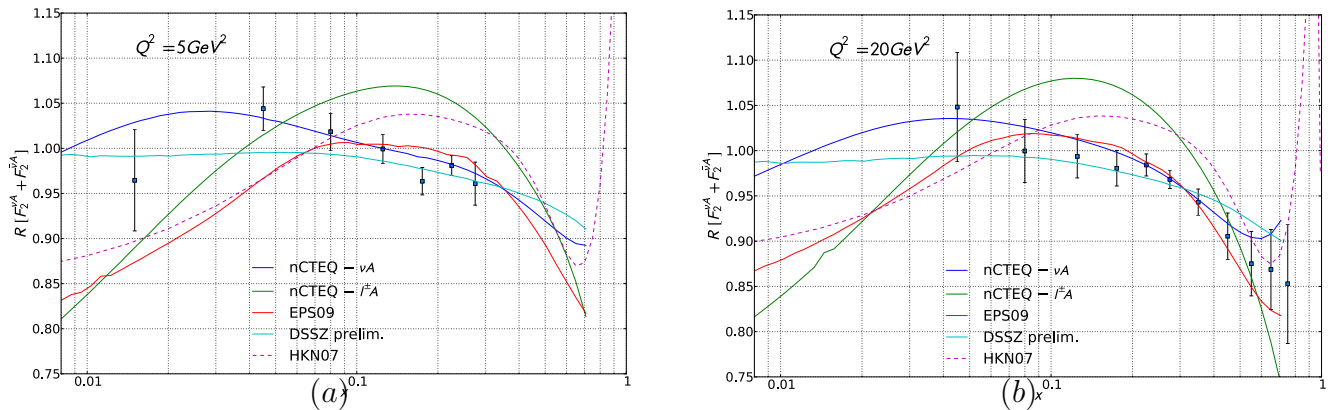 Q² = 5GeV²
1.15
1.10
1.05
1.00
0.95
0.90
0.85
0.80
0.75
R [F₂^νA + F₂^ν̄A]
nCTEQ − νA
nCTEQ − l^±A
EPS09
DSSZ prelim.
HKN07
0.01 0.1 1
(a) x
Q² = 20GeV²
1.15
1.10
1.05
1.00
0.95
0.90
0.85
0.80
0.75
R [F₂^νA + F₂^ν̄A]
nCTEQ − νA
nCTEQ − l^±A
EPS09
DSSZ prelim.
HKN07
0.01 0.1 1
(b) x